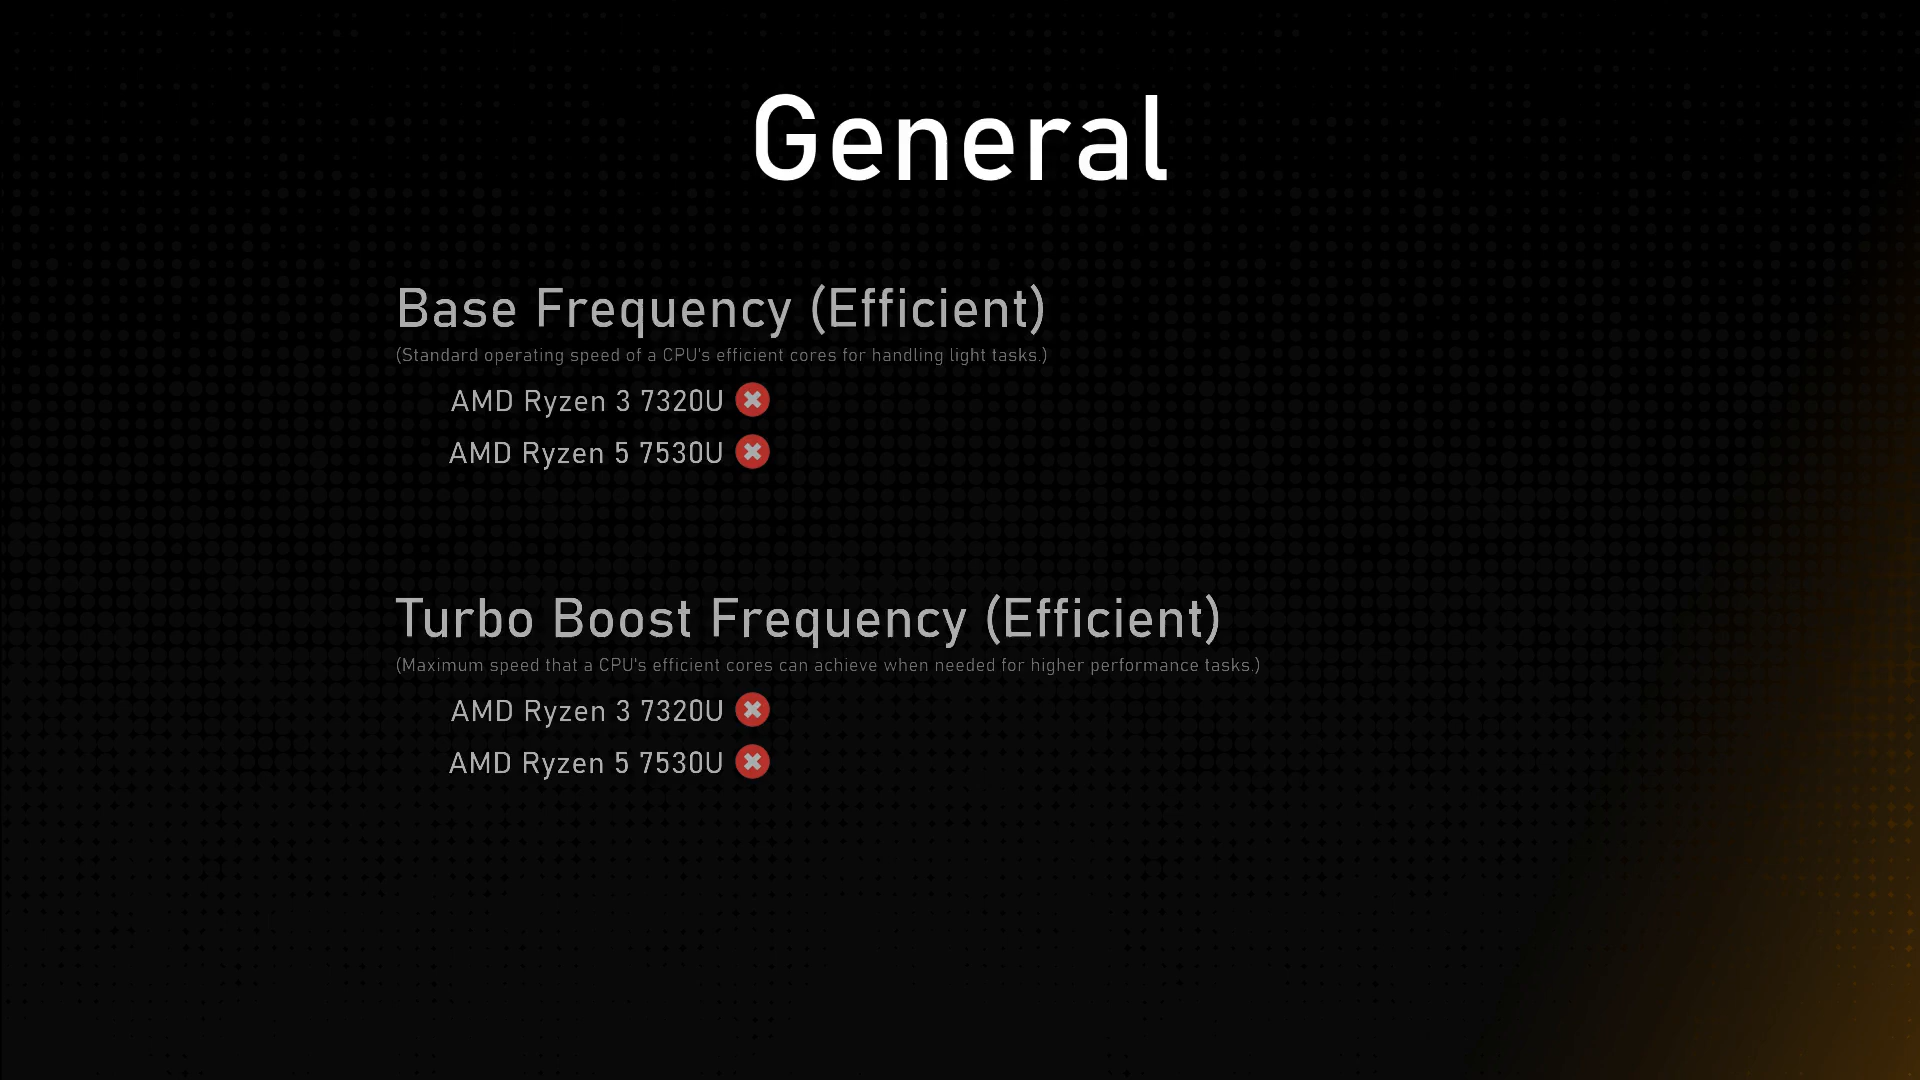 General
Base Frequency (Efficient)
(Standard operating speed of a CPU's efficient cores for handling light tasks.)
AMD Ryzen 3 7320U
AMD Ryzen 5 7530U
Turbo Boost Frequency (Efficient)
(Maximum speed that a CPU's efficient cores can achieve when needed for higher performance tasks.)
AMD Ryzen 3 7320U
AMD Ryzen 5 7530U